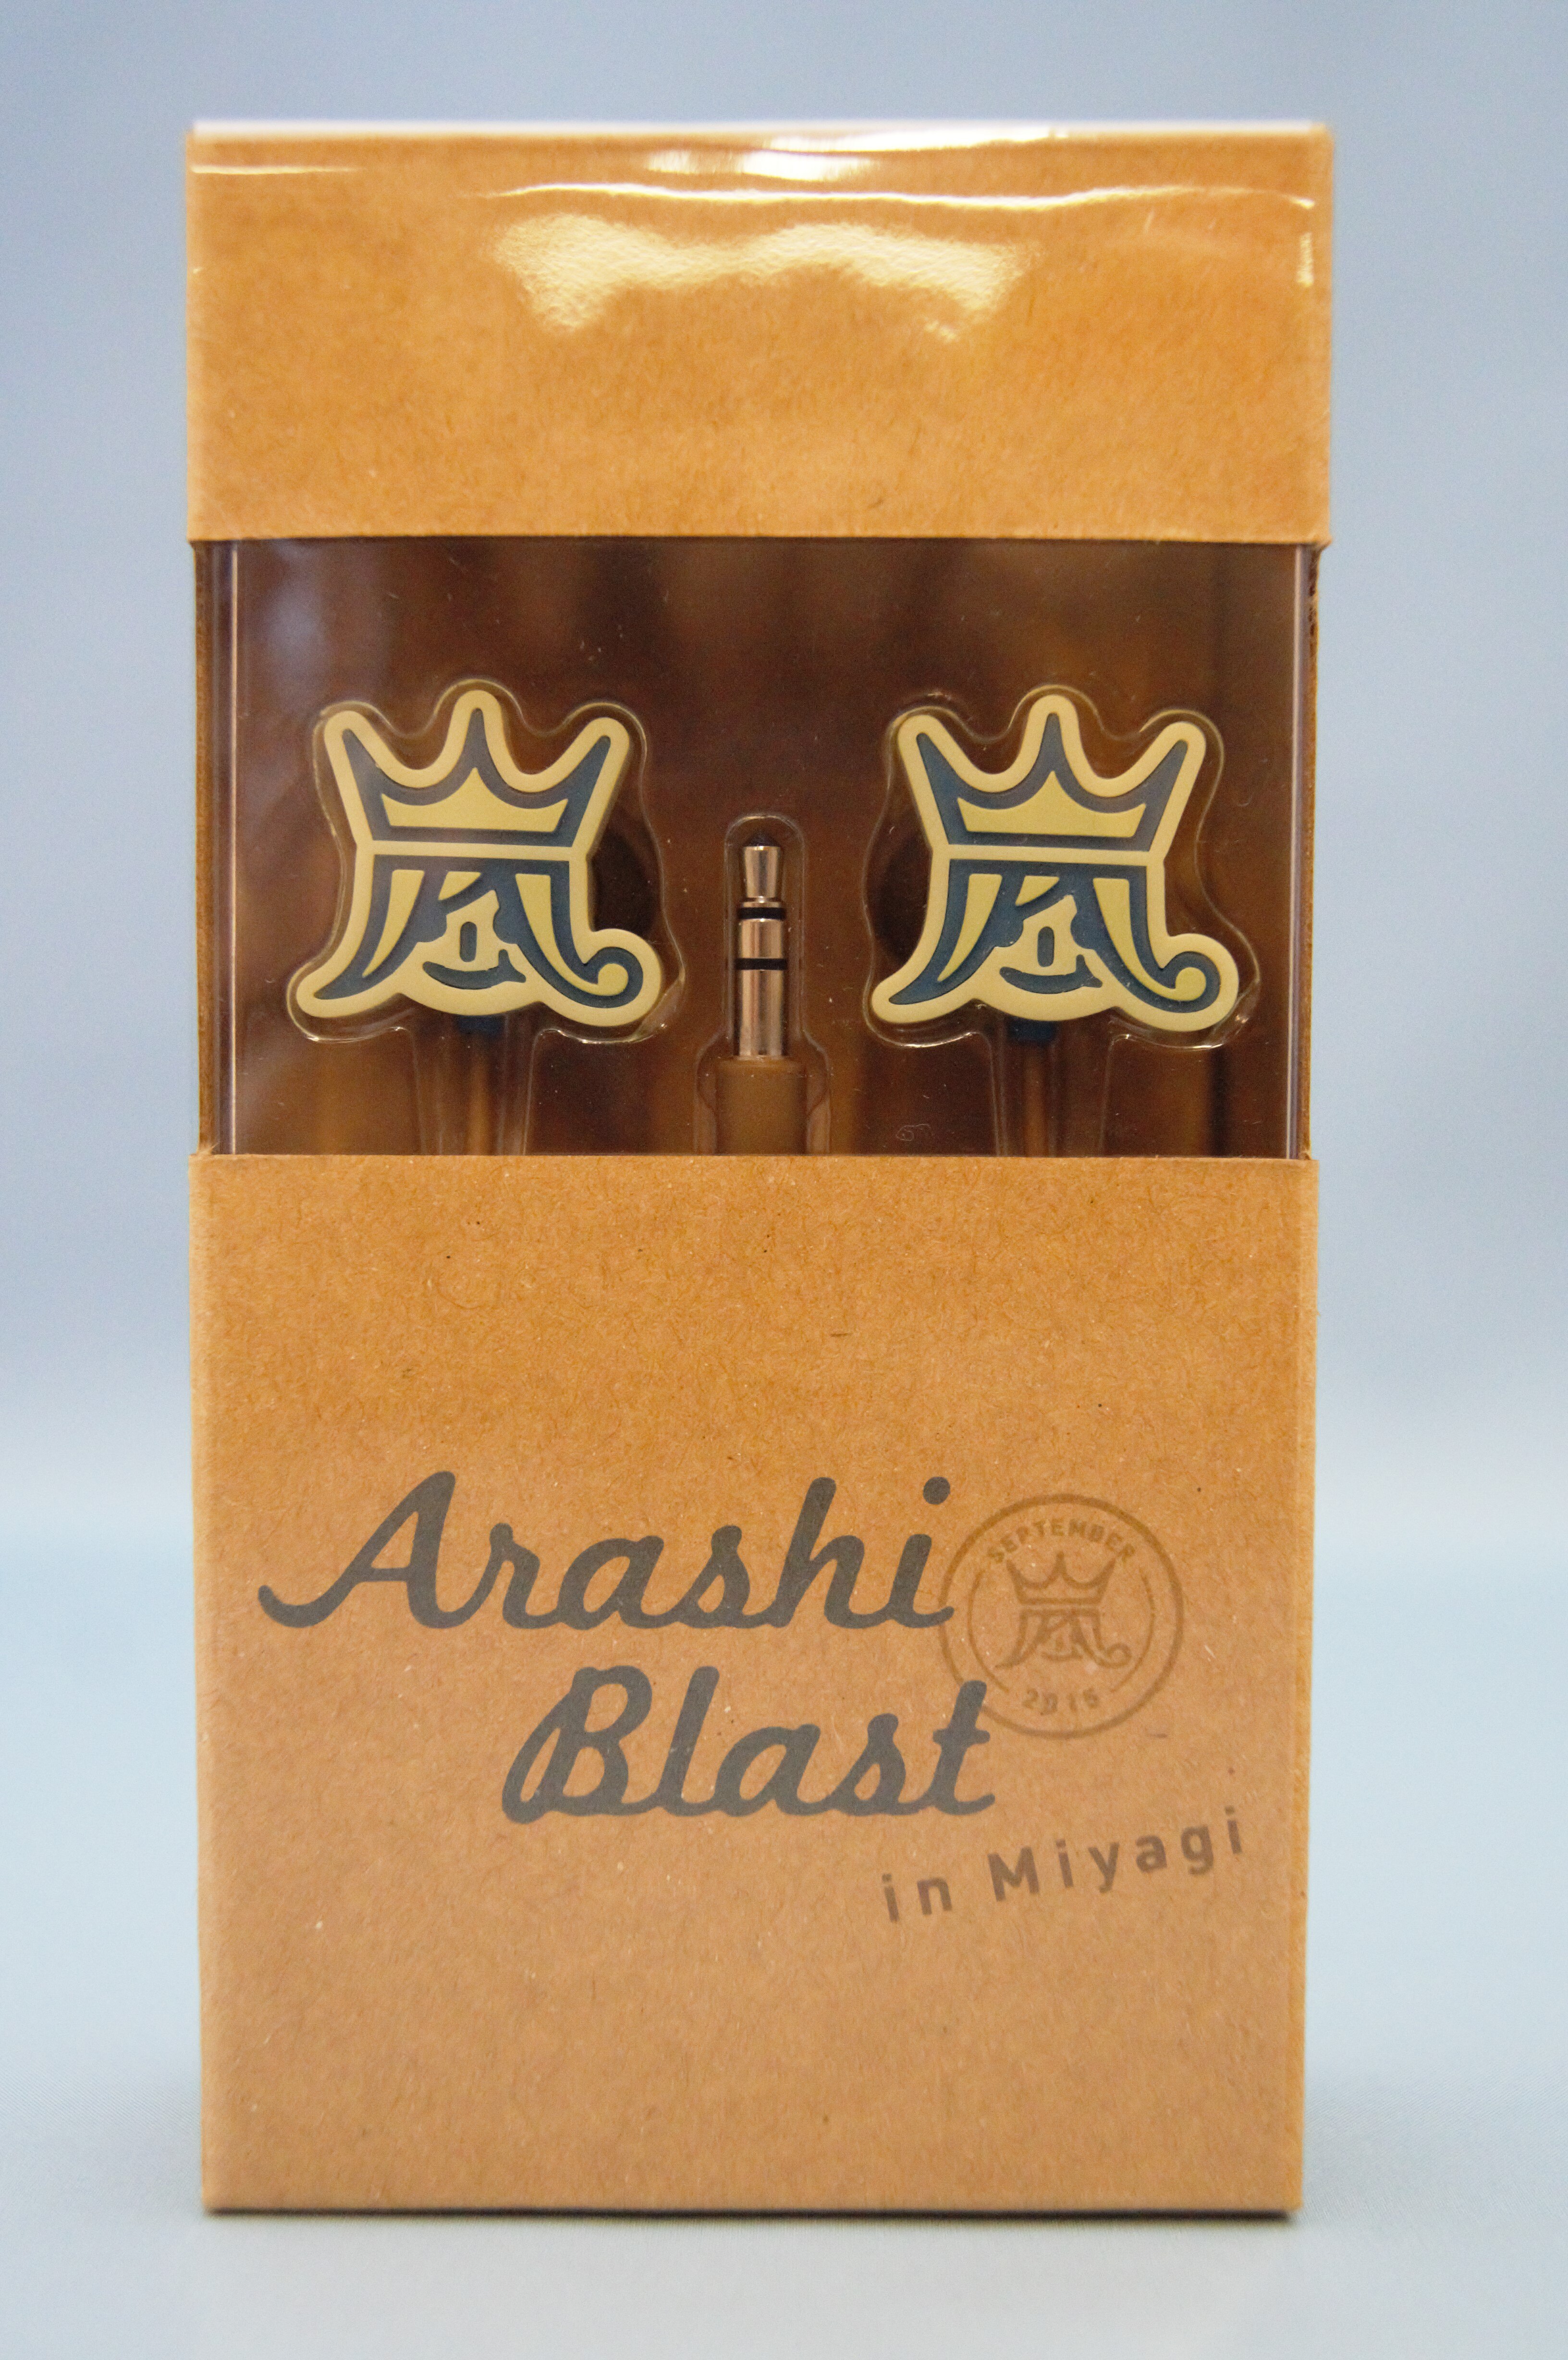 嵐 嵐
Arashi
SEPTEMBER
嵐
2015
Blast
in Miyagi